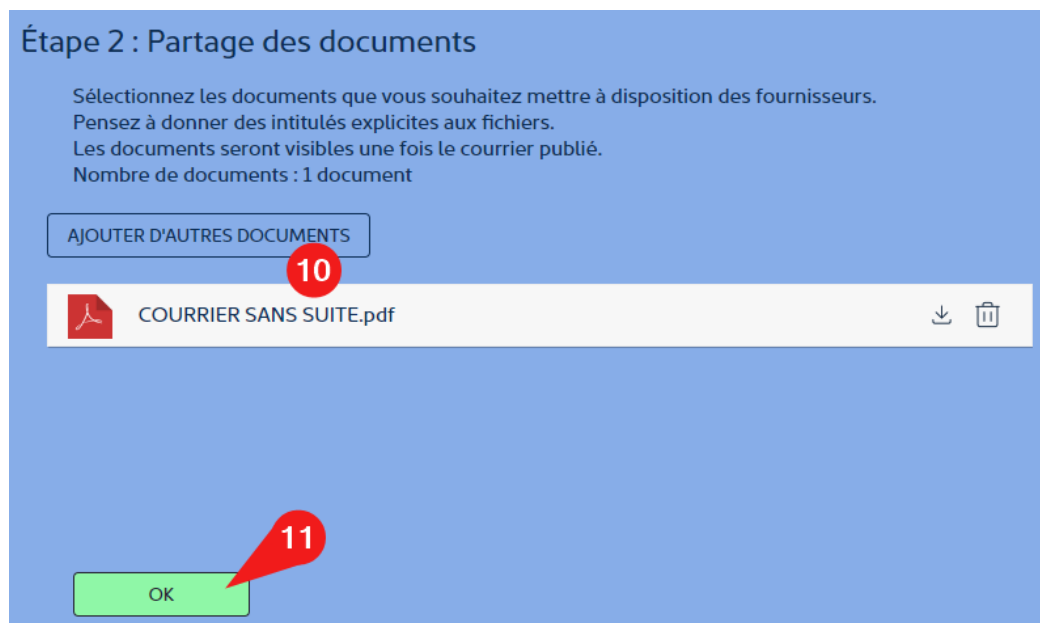 Étape 2 : Partage des documents
Sélectionnez les documents que vous souhaitez mettre à disposition des fournisseurs.
Pensez à donner des intitulés explicites aux fichiers.
Les documents seront visibles une fois le courrier publié.
Nombre de documents : 1 document
AJOUTER D'AUTRES DOCUMENTS
10
COURRIER SANS SUITE.pdf
11
OK